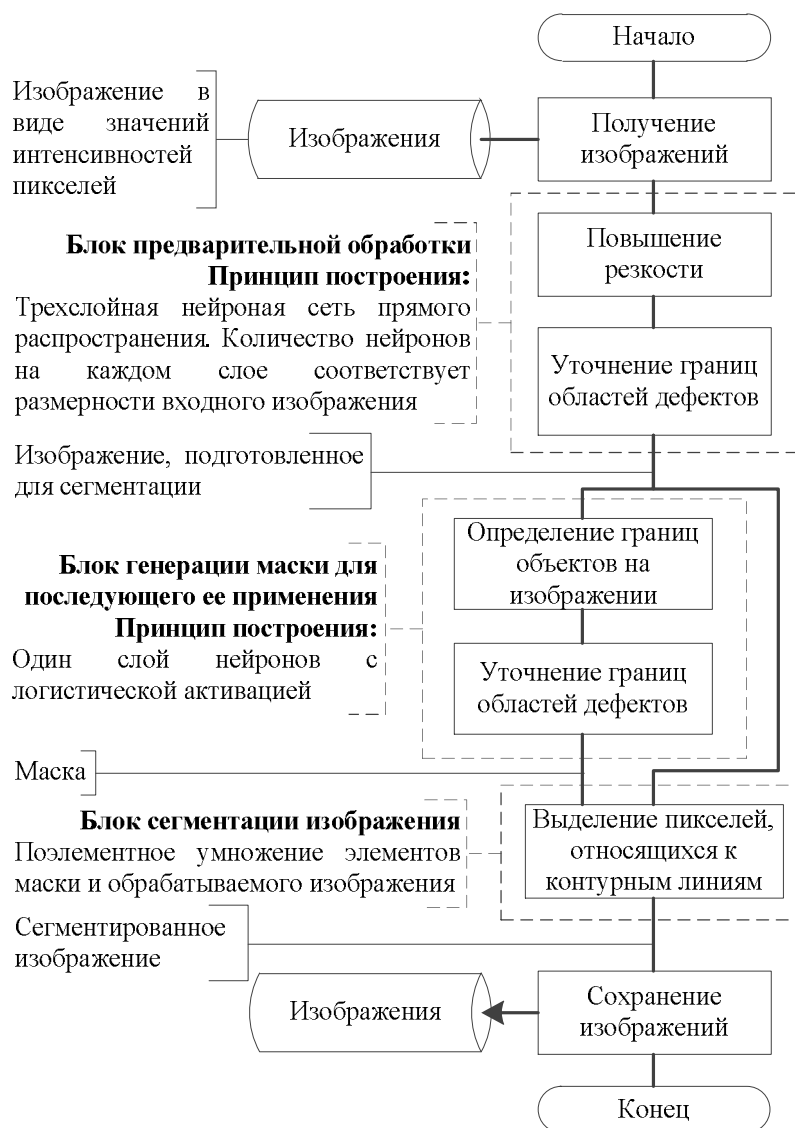 Начало
Изображение в
виде значений
интенсивностей
пикселей
Изображения
Получение
изображений
Блок предварительной обработки
Принцип построения:
Трехслойная нейроная сеть прямого
распространения. Количество нейронов
на каждом слое соответствует
размерности входного изображения
Повышение
резкости
Уточнение границ
областей дефектов
Изображение, подготовленное
для сегментации
Блок генерации маски для
последующего ее применения
Принцип построения:
Один слой нейронов с
логистической активацией
Определение границ
объектов на
изображении
Уточнение границ
областей дефектов
Маска
Блок сегментации изображения
Поэлементное умножение элементов
маски и обрабатываемого изображения
Выделение пикселей,
относящихся к
контурным линиям
Сегментированное
изображение
Изображения
Сохранение
изображений
Конец